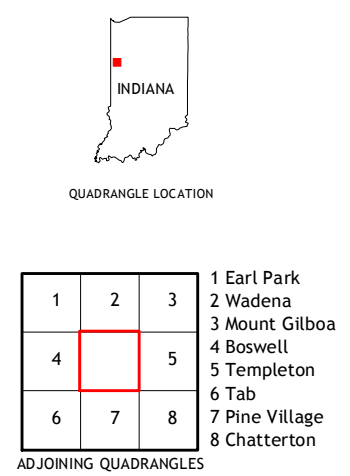 INDIANA
QUADRANGLE LOCATION
1 2 3
4 5
6 7 8
1 Earl Park
2 Wadena
3 Mount Gilboa
4 Boswell
5 Templeton
6 Tab
7 Pine Village
8 Chatterton
ADJOINING QUADRANGLES